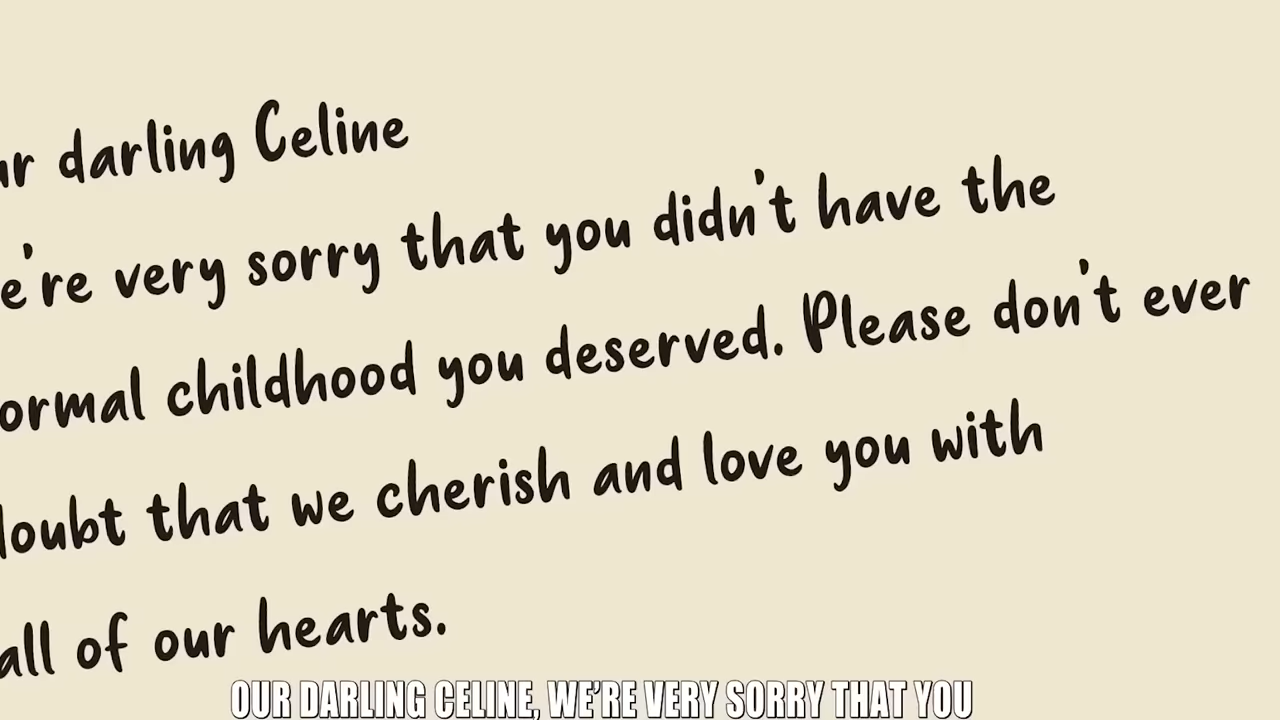 ur darling Celine
e're very sorry that you didn't have the
ormal childhood you deserved. Please don't ever
doubt that we cherish and love you with
all of our hearts.
OUR DARLING CELINE, WE'RE VERY SORRY THAT YOU